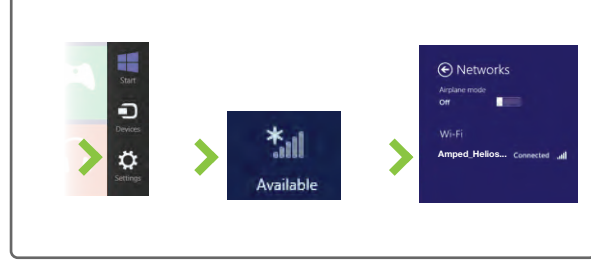 Start
Devices
Settings
Available
Networks
Airplane mode
Off
Wi-Fi
Amped_Helios... Connected